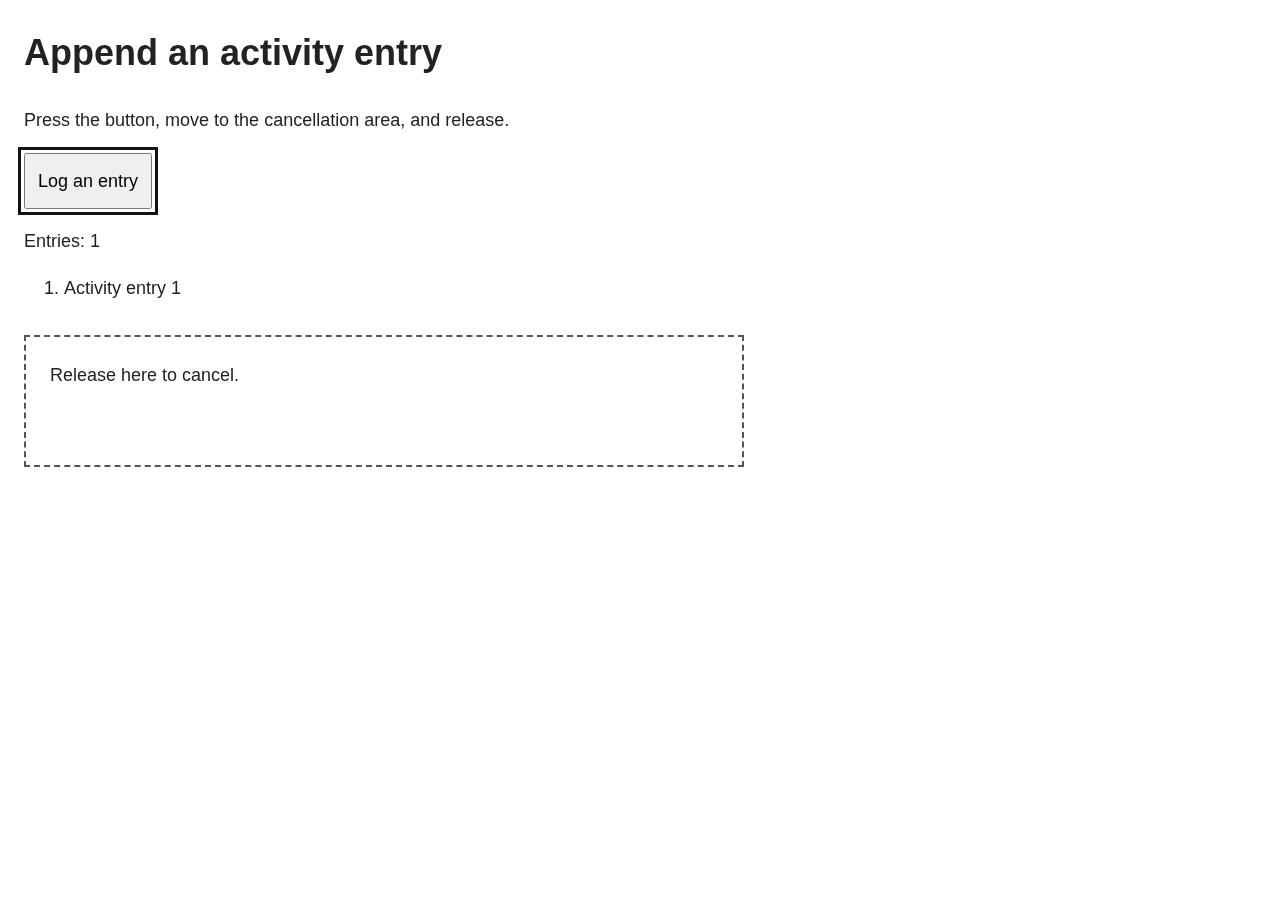 Append an activity entry
Press the button, move to the cancellation area, and release.
Log an entry
Entries: 1
1. Activity entry 1
Release here to cancel.